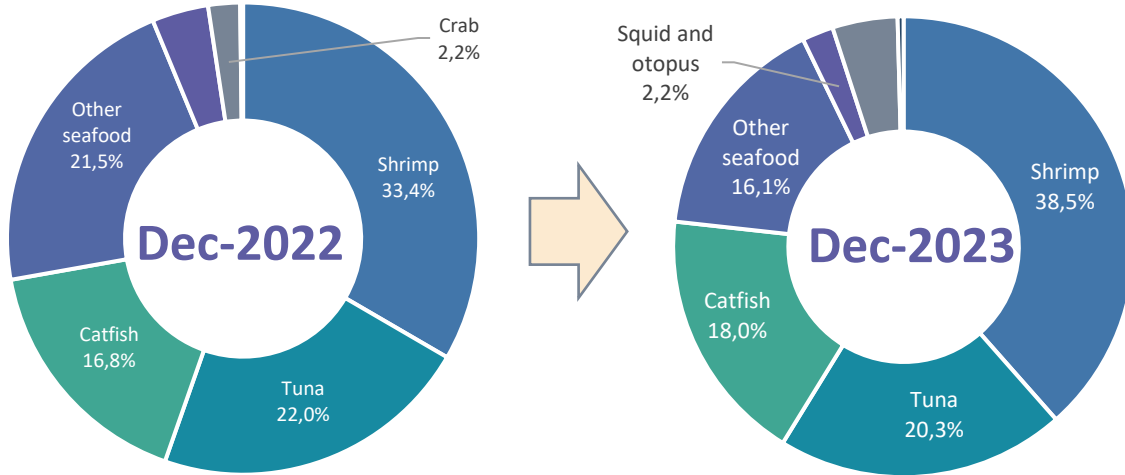 Crab
2,2%
Other
seafood
21,5%
Shrimp
33,4%
Dec-2022
Catfish
16,8%
Tuna
22,0%
Squid and
otopus
2,2%
Other
seafood
16,1%
Shrimp
38,5%
Dec-2023
Catfish
18,0%
Tuna
20,3%